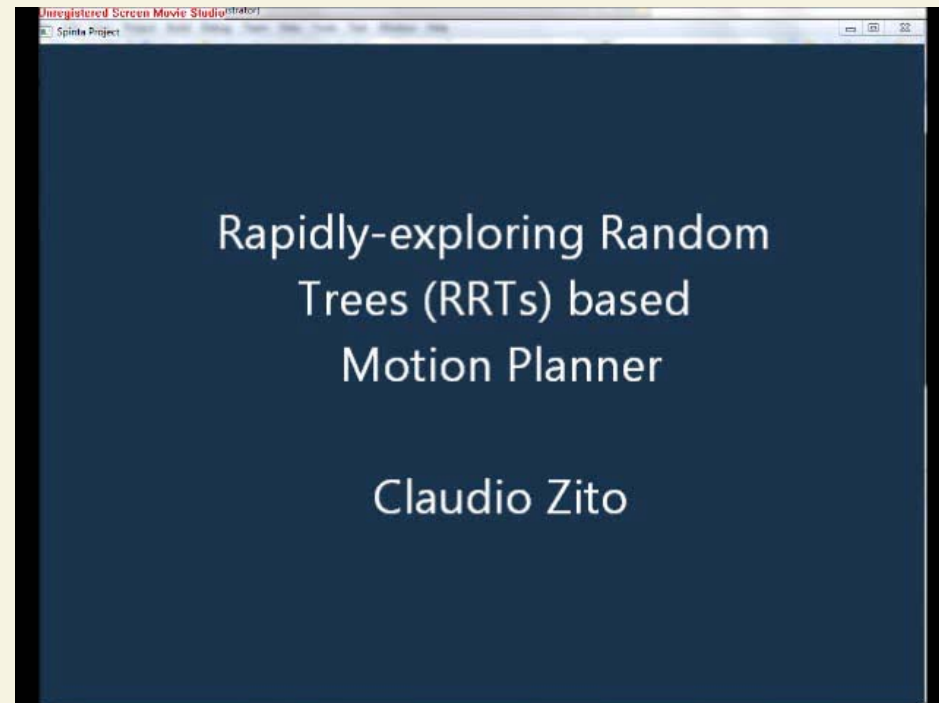 Unregistered Screen Movie Studio
Spinta Project
Rapidly-exploring Random
Trees (RRTs) based
Motion Planner
Claudio Zito